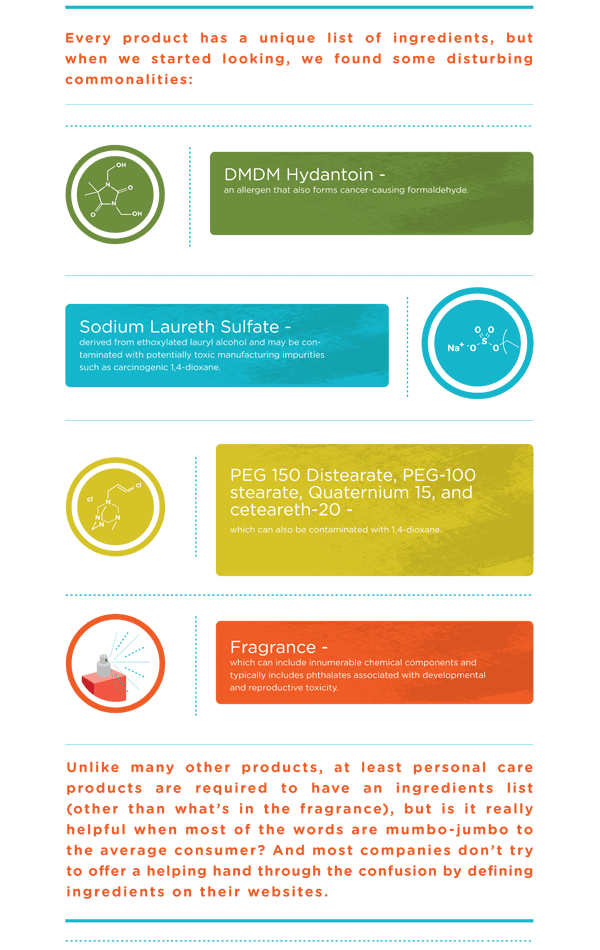 Every product has a unique list of ingredients, but
when we started looking, we found some disturbing
commonalities:
OH
N
O
O
N
OH
DMDM Hydantoin -
an allergen that also forms cancer-causing formaldehyde.
Sodium Laureth Sulfate -
derived from ethoxylated lauryl alcohol and may be con-
taminated with potentially toxic manufacturing impurities
such as carcinogenic 1,4-dioxane.
O O
Na+ -O S O
cl
cl
N
N N
N
PEG 150 Distearate, PEG-100
stearate, Quaternium 15, and
ceteareth-20 -
which can also be contaminated with 1,4-dioxane.
Fragrance -
which can include innumerable chemical components and
typically includes phthalates associated with developmental
and reproductive toxicity.
Unlike many other products, at least personal care
products are required to have an ingredients list
(other than what's in the fragrance), but is it really
helpful when most of the words are mumbo-jumbo to
the average consumer? And most companies don't try
to offer a helping hand through the confusion by defining
ingredients on their websites.